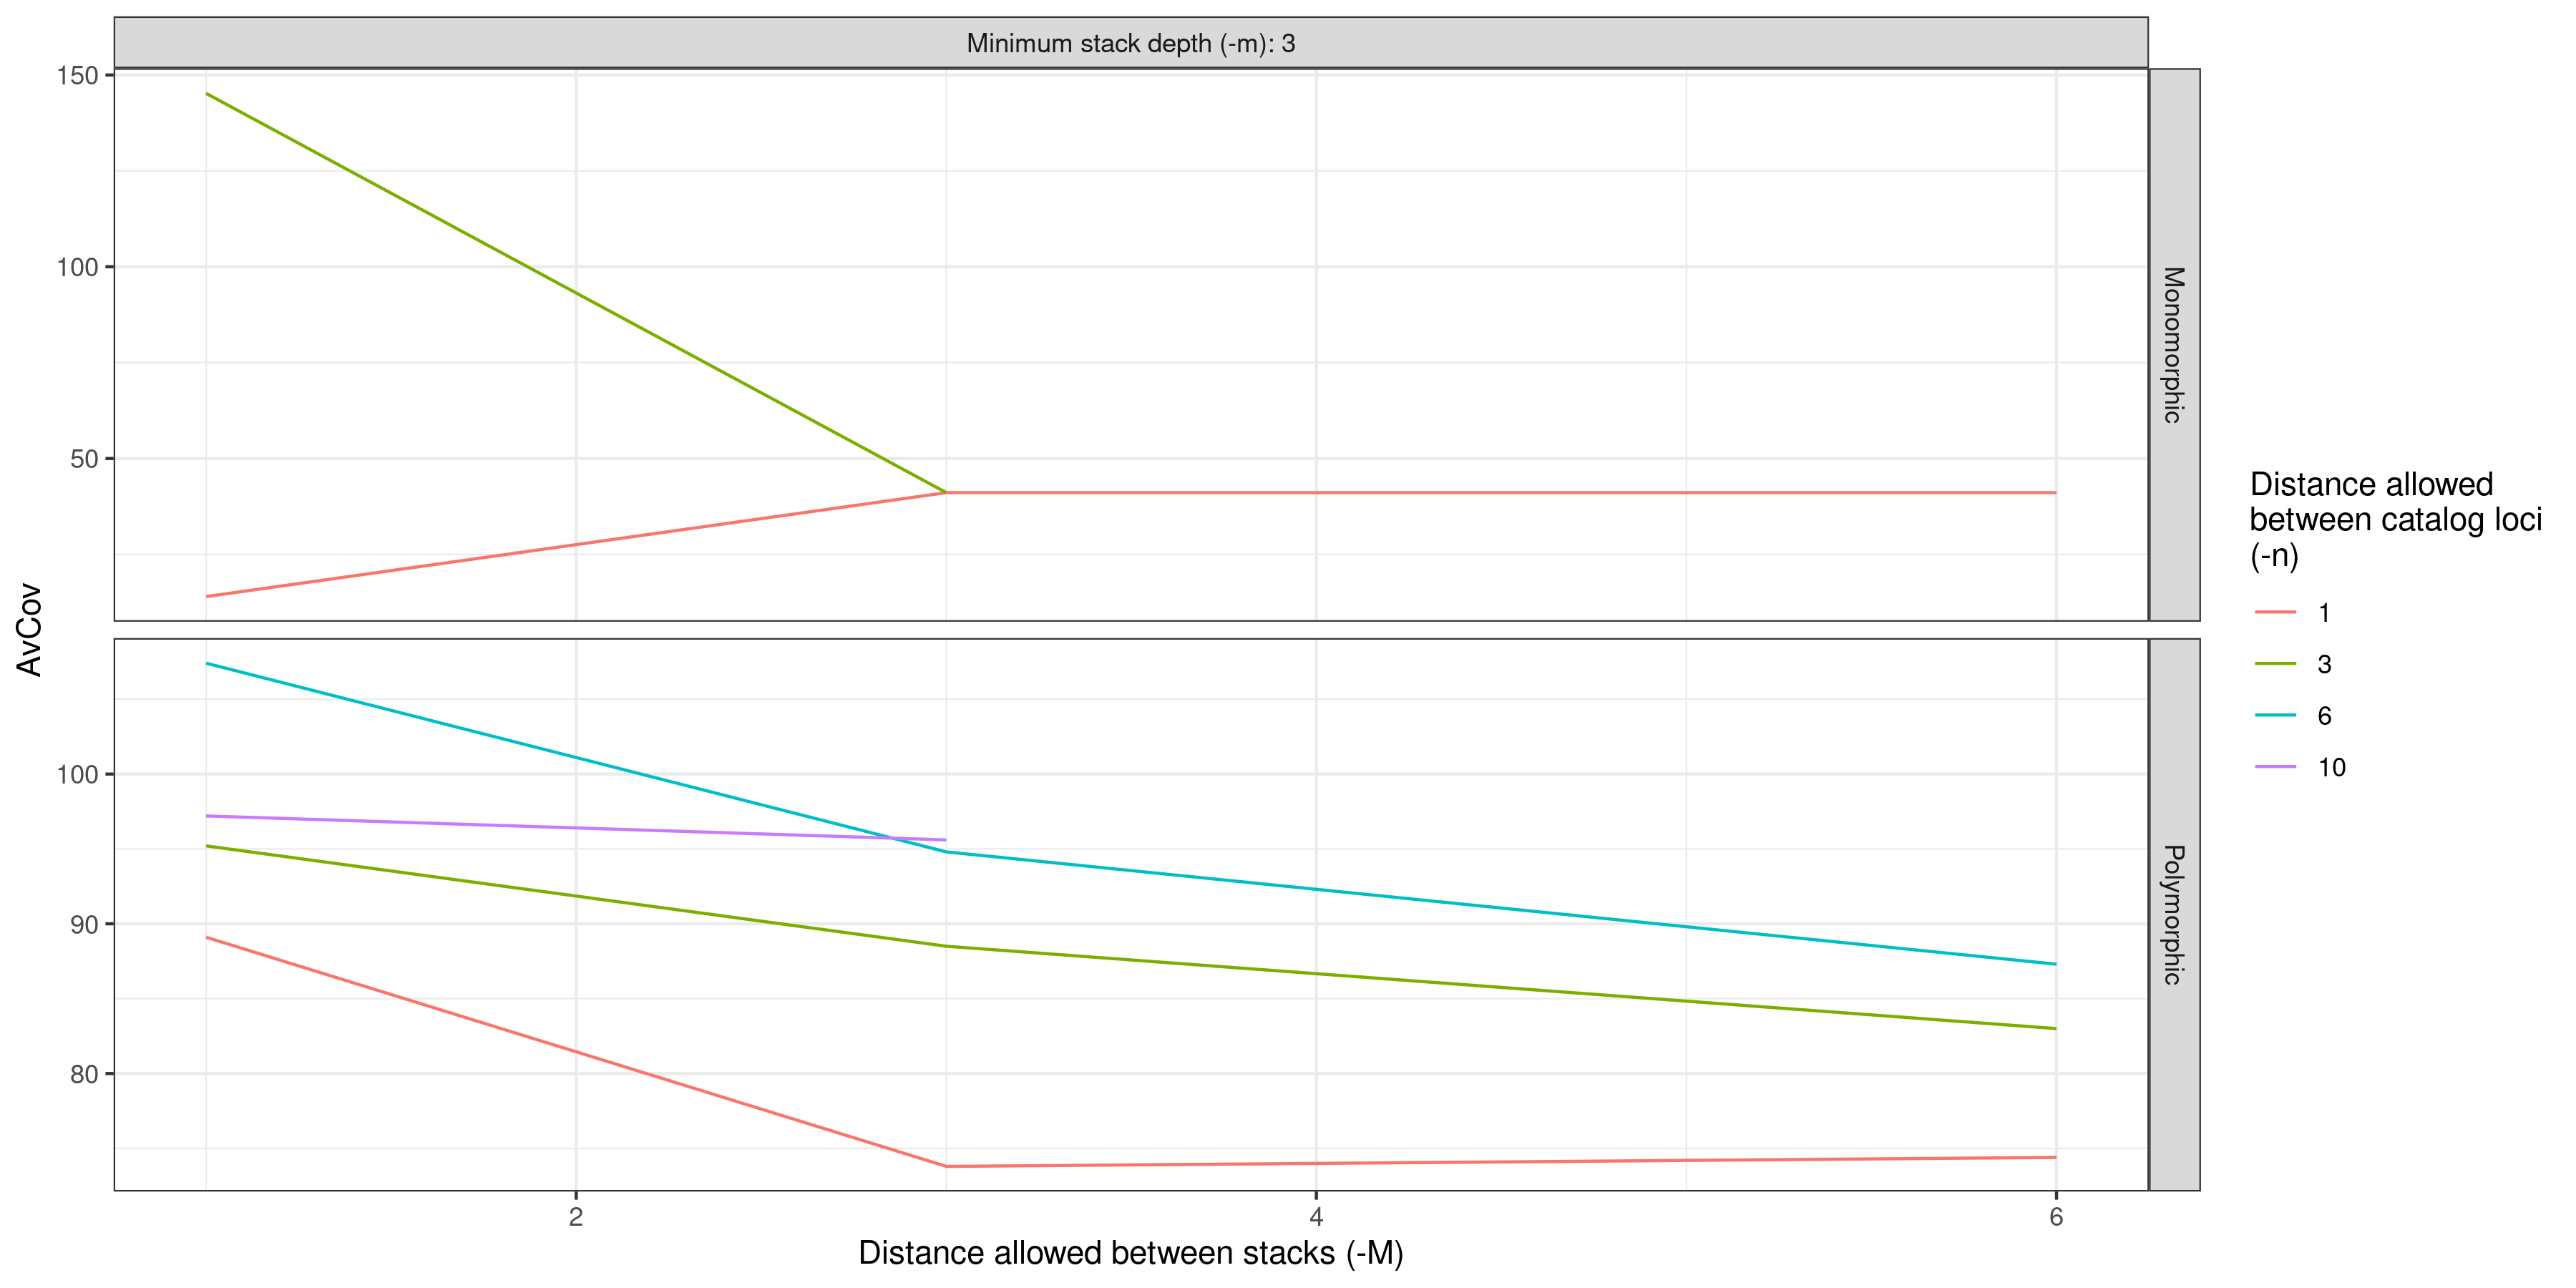 Minimum stack depth (-m): 3
150
100
50
Monomorphic
AvCov
100
90
80
Polymorphic
2
4
6
Distance allowed between stacks (-M)
Distance allowed
between catalog loci
(-n)
1
3
6
10